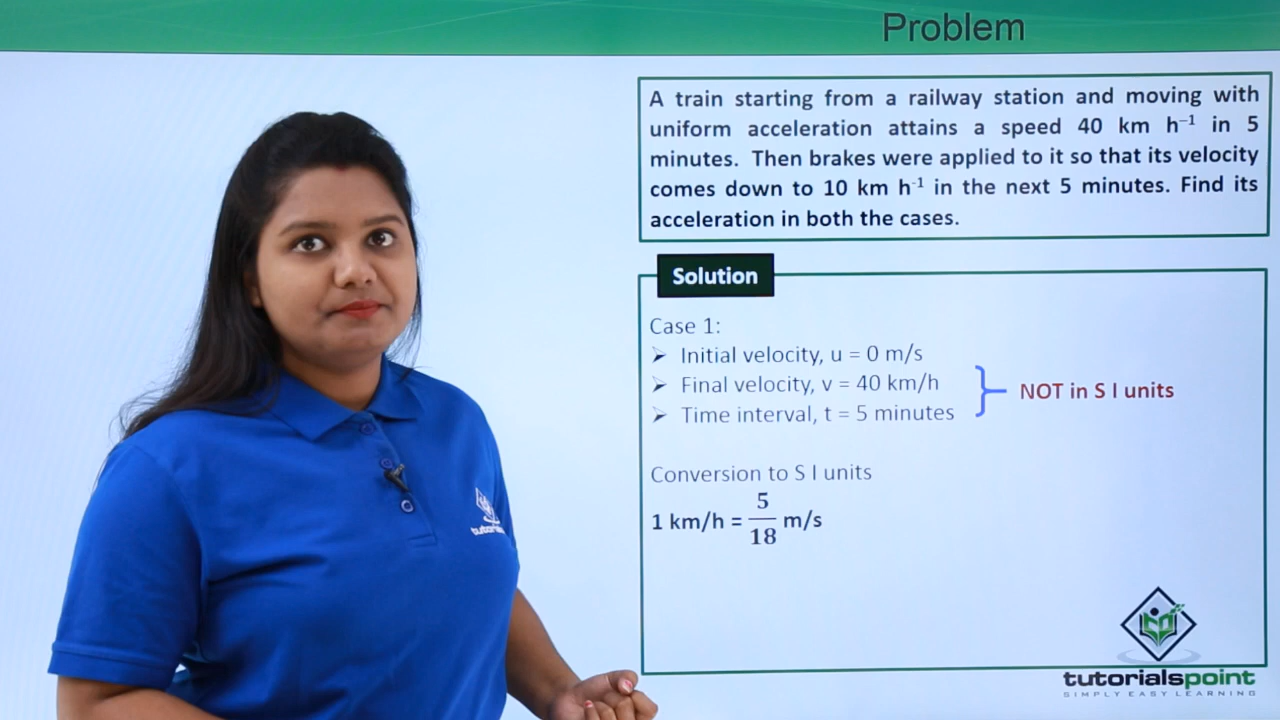 Problem
A train starting from a railway station and moving with
uniform acceleration attains a speed 40 km h⁻¹ in 5
minutes. Then brakes were applied to it so that its velocity
comes down to 10 km h⁻¹ in the next 5 minutes. Find its
acceleration in both the cases.
Solution
Case 1:
➢ Initial velocity, u = 0 m/s
➢ Final velocity, v = 40 km/h
➢ Time interval, t = 5 minutes
NOT in S I units
Conversion to S I units
1 km/h = 5/18 m/s
tutorialspoint
SIMPLY EASY LEARNING